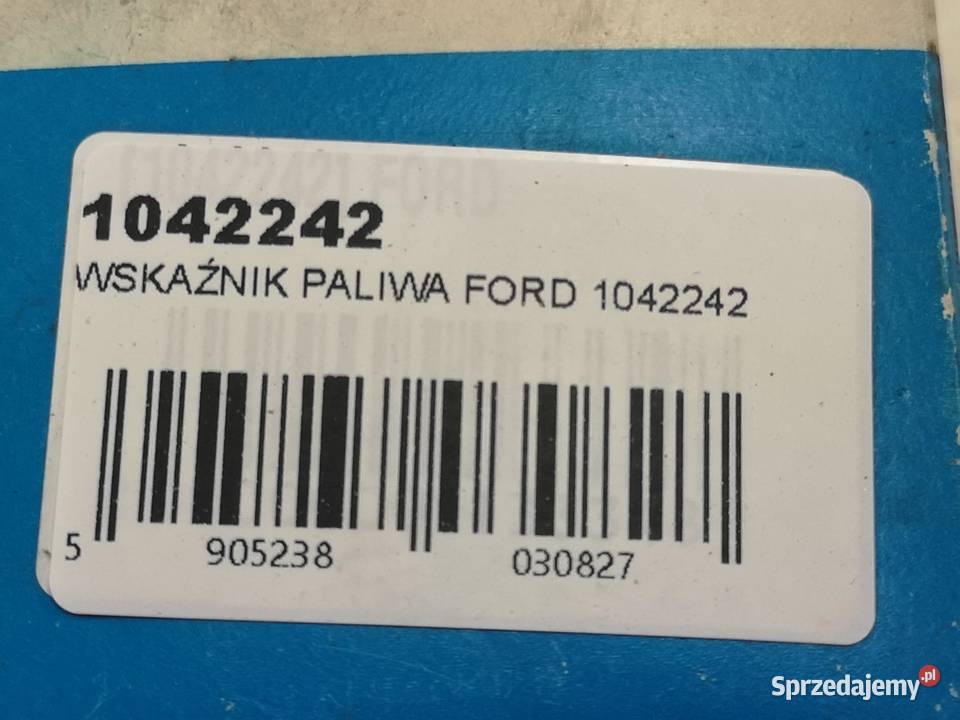 1042242
WSKAŹNIK PALIWA FORD 1042242
5 905238 030827
Sprzedajemy.pl